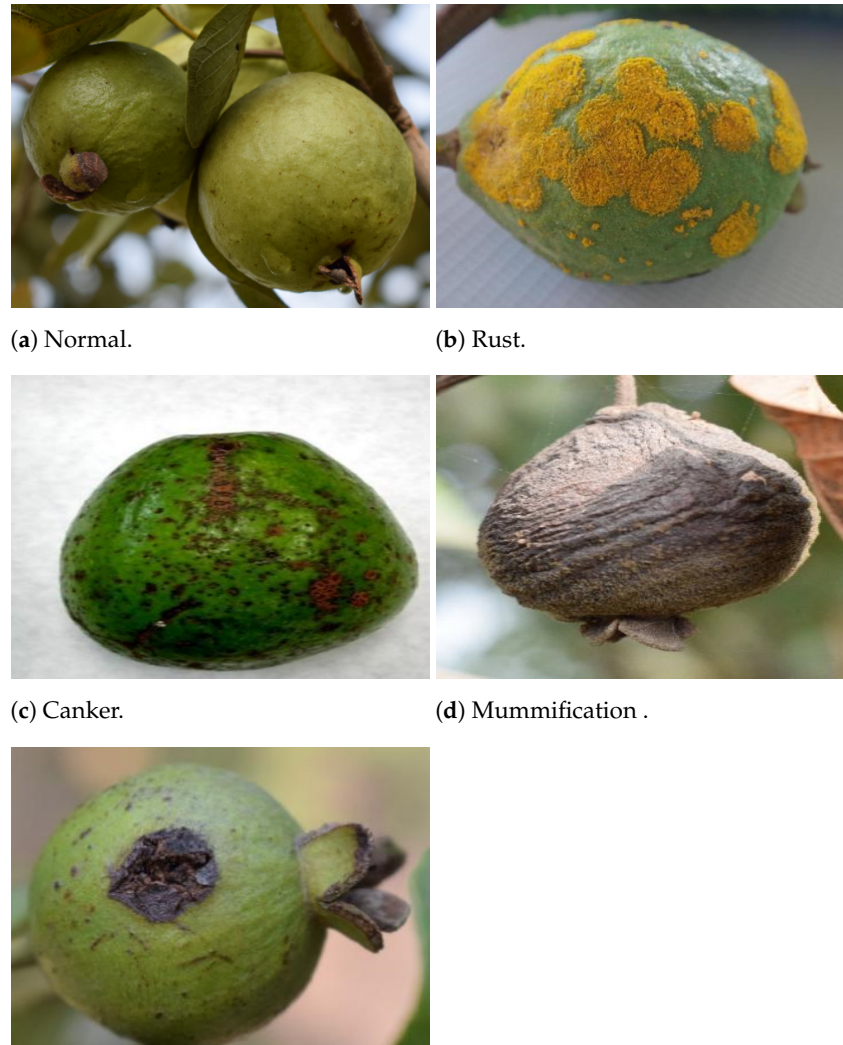 (a) Normal.
(b) Rust.
(c) Canker.
(d) Mummification .